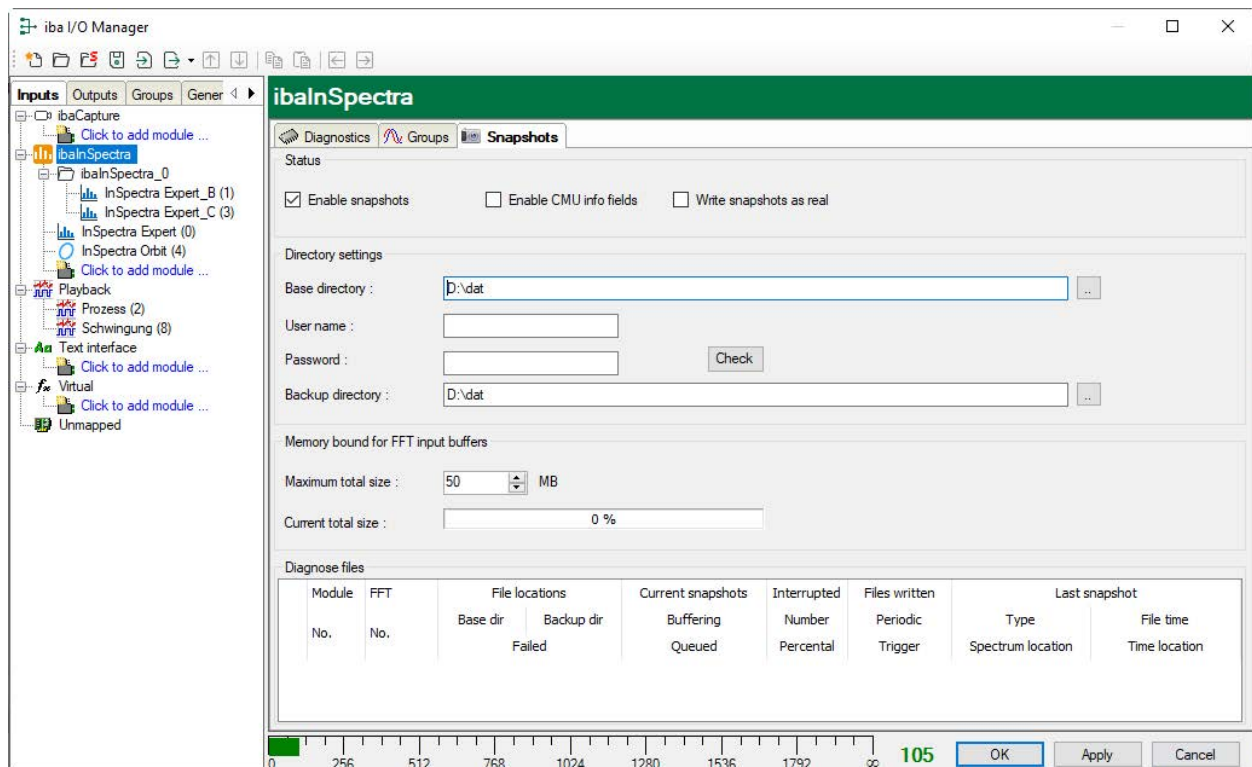 iba I/O Manager
Inputs Outputs Groups Gener
ibaCapture
Click to add module ...
ibaInSpectra
ibaInSpectra_0
InSpectra Expert_B (1)
InSpectra Expert_C (3)
InSpectra Expert (0)
InSpectra Orbit (4)
Click to add module ...
Playback
Prozess (2)
Schwingung (8)
Text interface
Click to add module ...
Virtual
Click to add module ...
Unmapped
ibaInSpectra
Diagnostics Groups Snapshots
Status
Enable snapshots Enable CMU info fields Write snapshots as real
Directory settings
Base directory : D:\dat ..
User name :
Password : Check
Backup directory : D:\dat ..
Memory bound for FFT input buffers
Maximum total size : 50 MB
Current total size : 0 %
Diagnose files
Module FFT File locations Current snapshots Interrupted Files written Last snapshot
No. No. Base dir Backup dir Buffering Number Periodic Type File time
Failed Queued Percental Trigger Spectrum location Time location
0 256 512 768 1024 1280 1536 1792 ∞ 105 OK Apply Cancel